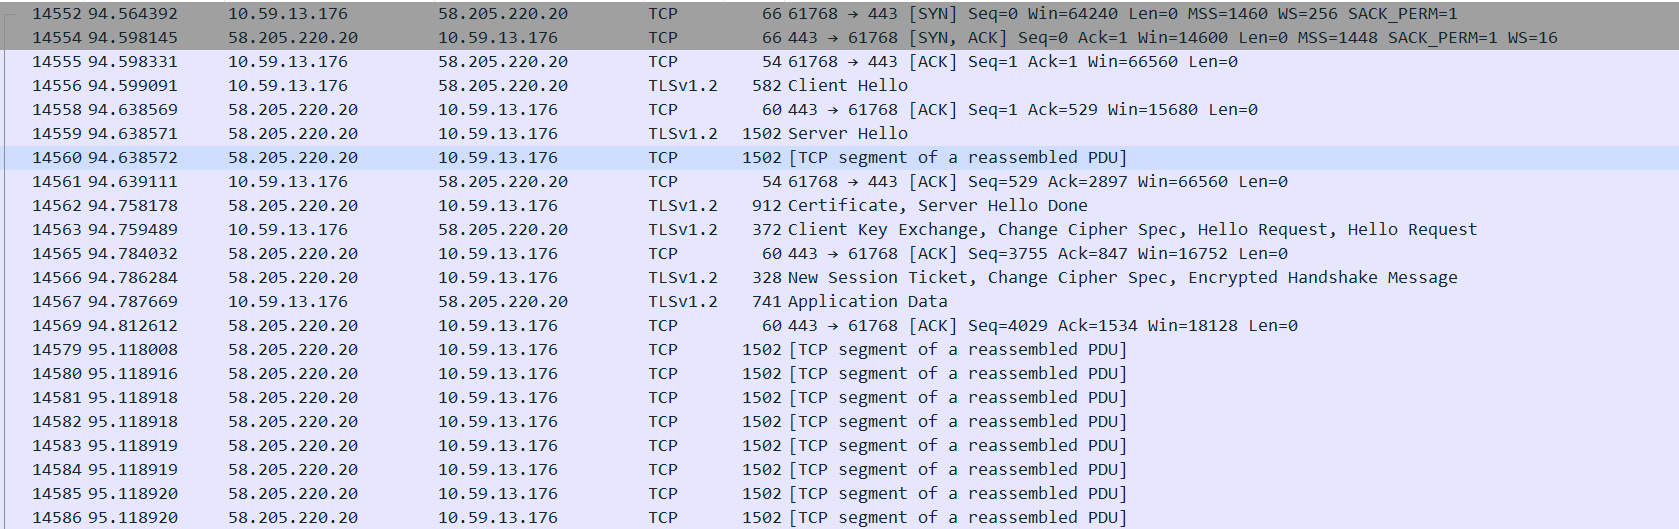 14552 94.564392 10.59.13.176 58.205.220.20 TCP 66 61768 → 443 [SYN] Seq=0 Win=64240 Len=0 MSS=1460 WS=256 SACK_PERM=1
14554 94.598145 58.205.220.20 10.59.13.176 TCP 66 443 → 61768 [SYN, ACK] Seq=0 Ack=1 Win=14600 Len=0 MSS=1448 SACK_PERM=1 WS=16
14555 94.598331 10.59.13.176 58.205.220.20 TCP 54 61768 → 443 [ACK] Seq=1 Ack=1 Win=66560 Len=0
14556 94.599091 10.59.13.176 58.205.220.20 TLSv1.2 582 Client Hello
14558 94.638569 58.205.220.20 10.59.13.176 TCP 60 443 → 61768 [ACK] Seq=1 Ack=529 Win=15680 Len=0
14559 94.638571 58.205.220.20 10.59.13.176 TLSv1.2 1502 Server Hello
14560 94.638572 58.205.220.20 10.59.13.176 TCP 1502 [TCP segment of a reassembled PDU]
14561 94.639111 10.59.13.176 58.205.220.20 TCP 54 61768 → 443 [ACK] Seq=529 Ack=2897 Win=66560 Len=0
14562 94.758178 58.205.220.20 10.59.13.176 TLSv1.2 912 Certificate, Server Hello Done
14563 94.759489 10.59.13.176 58.205.220.20 TLSv1.2 372 Client Key Exchange, Change Cipher Spec, Hello Request, Hello Request
14565 94.784032 58.205.220.20 10.59.13.176 TCP 60 443 → 61768 [ACK] Seq=3755 Ack=847 Win=16752 Len=0
14566 94.786284 58.205.220.20 10.59.13.176 TLSv1.2 328 New Session Ticket, Change Cipher Spec, Encrypted Handshake Message
14567 94.787669 10.59.13.176 58.205.220.20 TLSv1.2 741 Application Data
14569 94.812612 58.205.220.20 10.59.13.176 TCP 60 443 → 61768 [ACK] Seq=4029 Ack=1534 Win=18128 Len=0
14579 95.118008 58.205.220.20 10.59.13.176 TCP 1502 [TCP segment of a reassembled PDU]
14580 95.118916 58.205.220.20 10.59.13.176 TCP 1502 [TCP segment of a reassembled PDU]
14581 95.118918 58.205.220.20 10.59.13.176 TCP 1502 [TCP segment of a reassembled PDU]
14582 95.118918 58.205.220.20 10.59.13.176 TCP 1502 [TCP segment of a reassembled PDU]
14583 95.118919 58.205.220.20 10.59.13.176 TCP 1502 [TCP segment of a reassembled PDU]
14584 95.118919 58.205.220.20 10.59.13.176 TCP 1502 [TCP segment of a reassembled PDU]
14585 95.118920 58.205.220.20 10.59.13.176 TCP 1502 [TCP segment of a reassembled PDU]
14586 95.118920 58.205.220.20 10.59.13.176 TCP 1502 [TCP segment of a reassembled PDU]